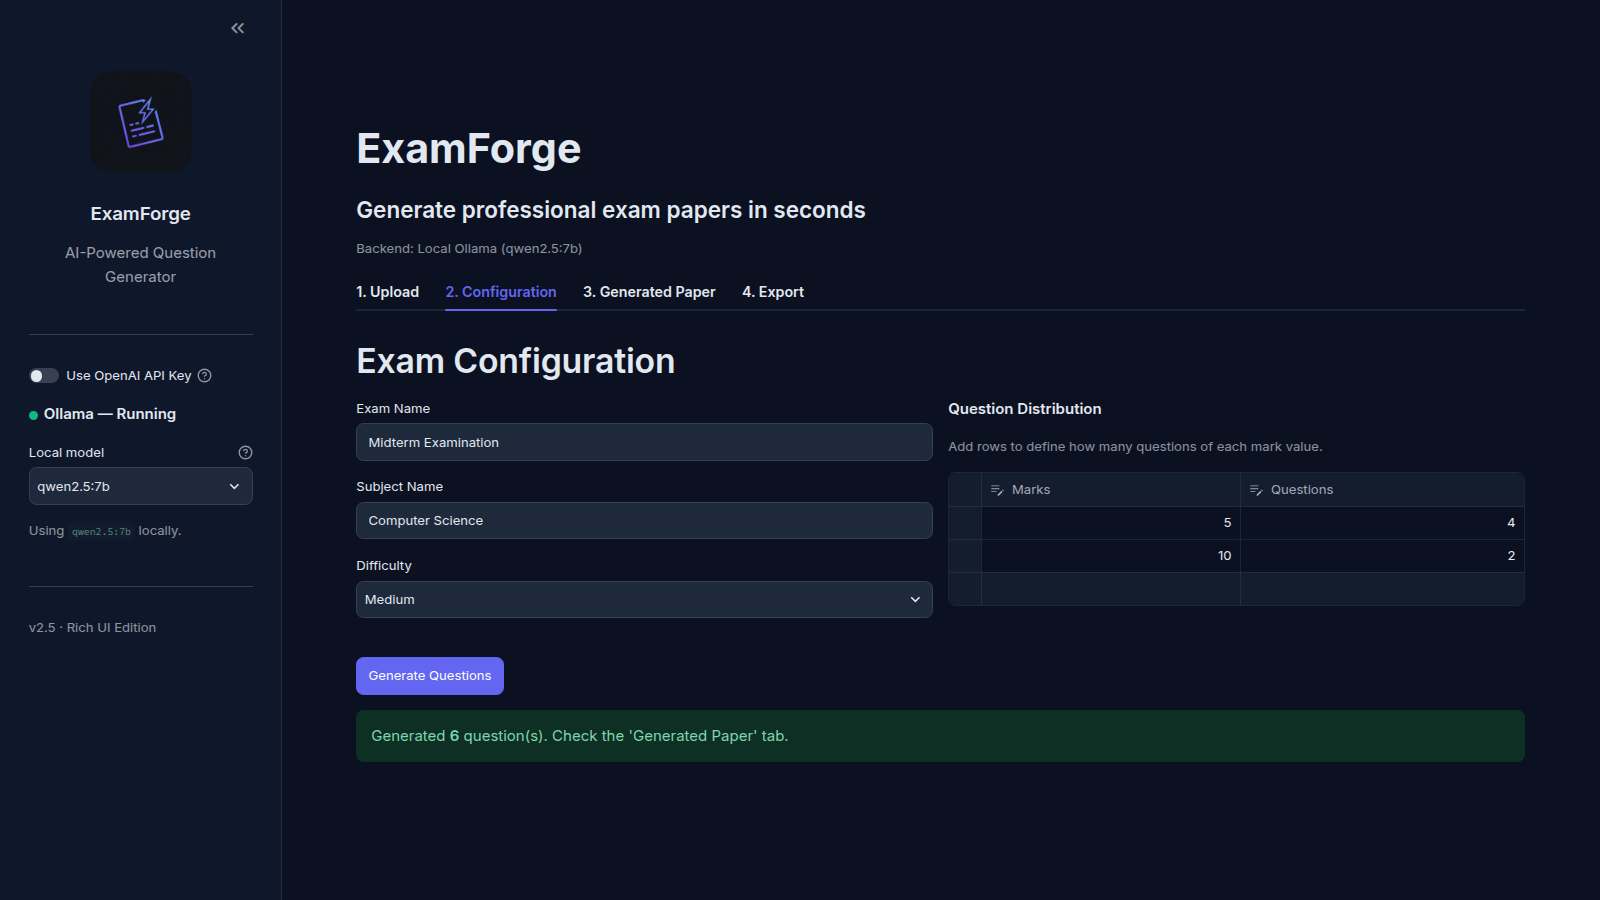 ExamForge
AI-Powered Question
Generator
Use OpenAI API Key
Ollama — Running
Local model
qwen2.5:7b
Using qwen2.5:7b locally.
v2.5 · Rich UI Edition
ExamForge
Generate professional exam papers in seconds
Backend: Local Ollama (qwen2.5:7b)
1. Upload 2. Configuration 3. Generated Paper 4. Export
Exam Configuration
Exam Name
Midterm Examination
Subject Name
Computer Science
Difficulty
Medium
Question Distribution
Add rows to define how many questions of each mark value.
Marks Questions
5 4
10 2
Generate Questions
Generated 6 question(s). Check the 'Generated Paper' tab.